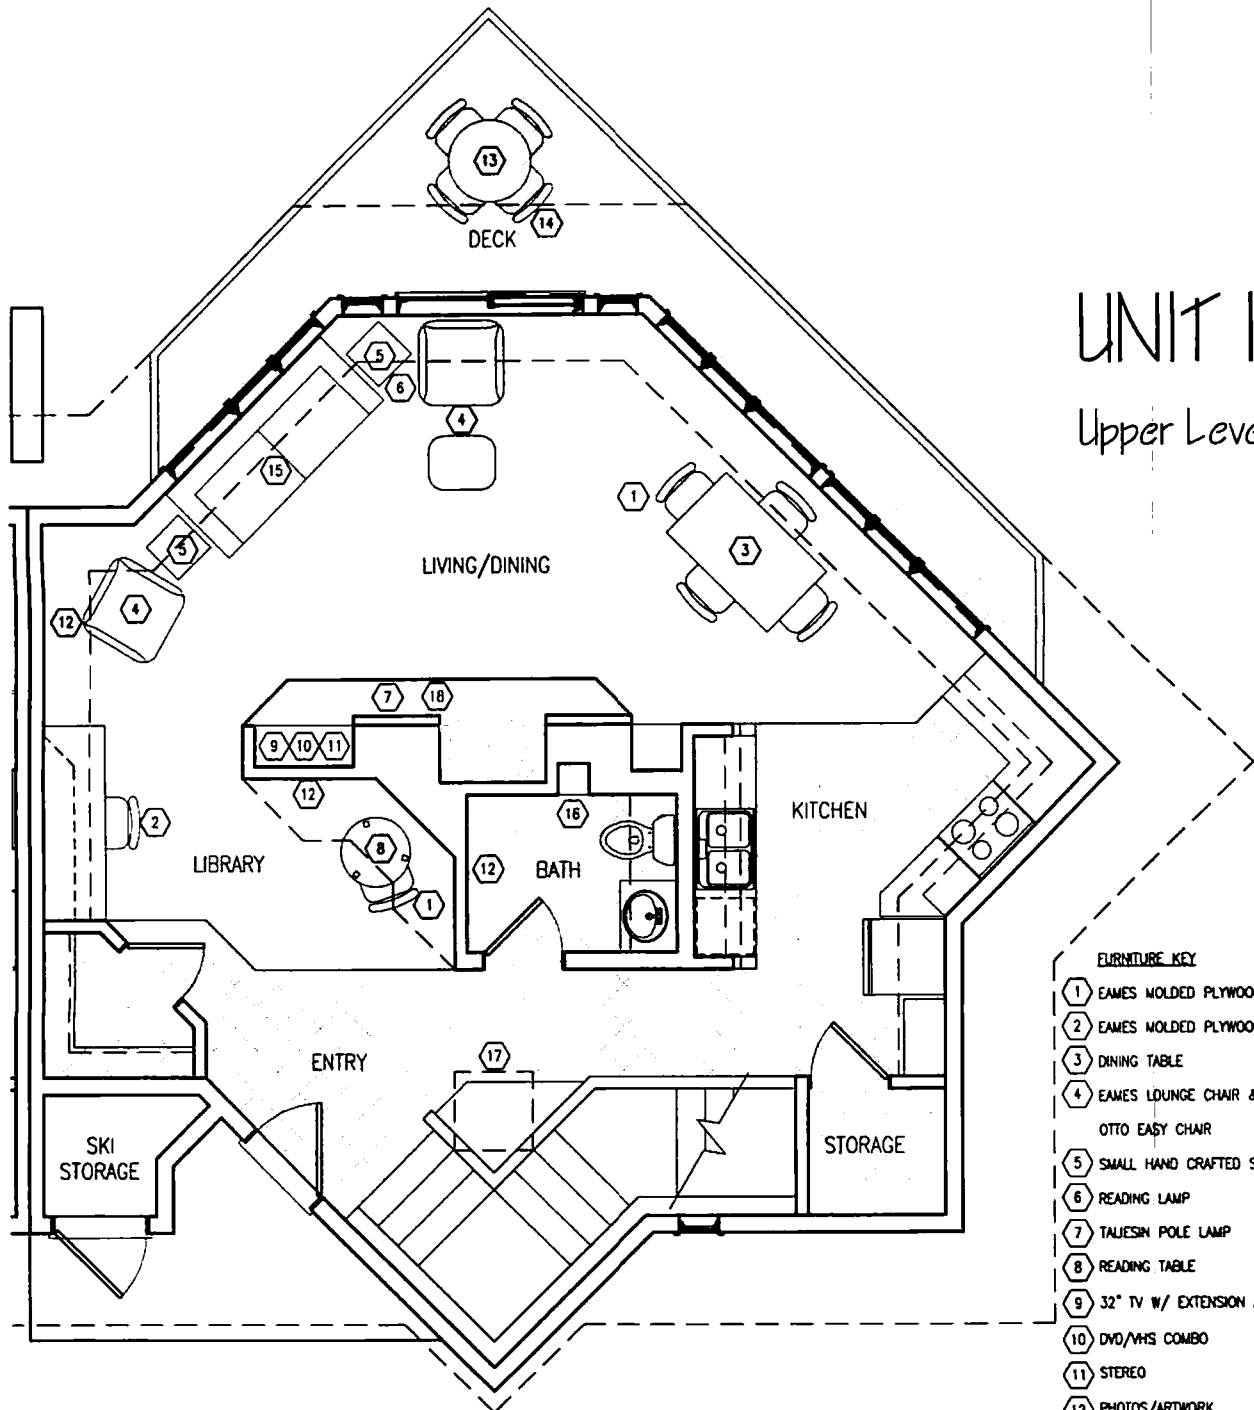 13
14
DECK
UNIT
Upper Leve
5
6
4
15
1
3
5
LIVING/DINING
4
12
7 18
9 10 11
12
16
KITCHEN
2
8
LIBRARY
12
BATH
1
FURNITURE KEY
1 EAMES MOLDED PLYWOO
2 EAMES MOLDED PLYWOO
3 DINING TABLE
4 EAMES LOUNGE CHAIR &
OTTO EASY CHAIR
5 SMALL HAND CRAFTED S
6 READING LAMP
7 TALIESIN POLE LAMP
8 READING TABLE
9 32" TV W/ EXTENSION
10 DVD/VHS COMBO
11 STEREO
12 PHOTOS/ARTWORK
17
ENTRY
SKI
STORAGE
STORAGE